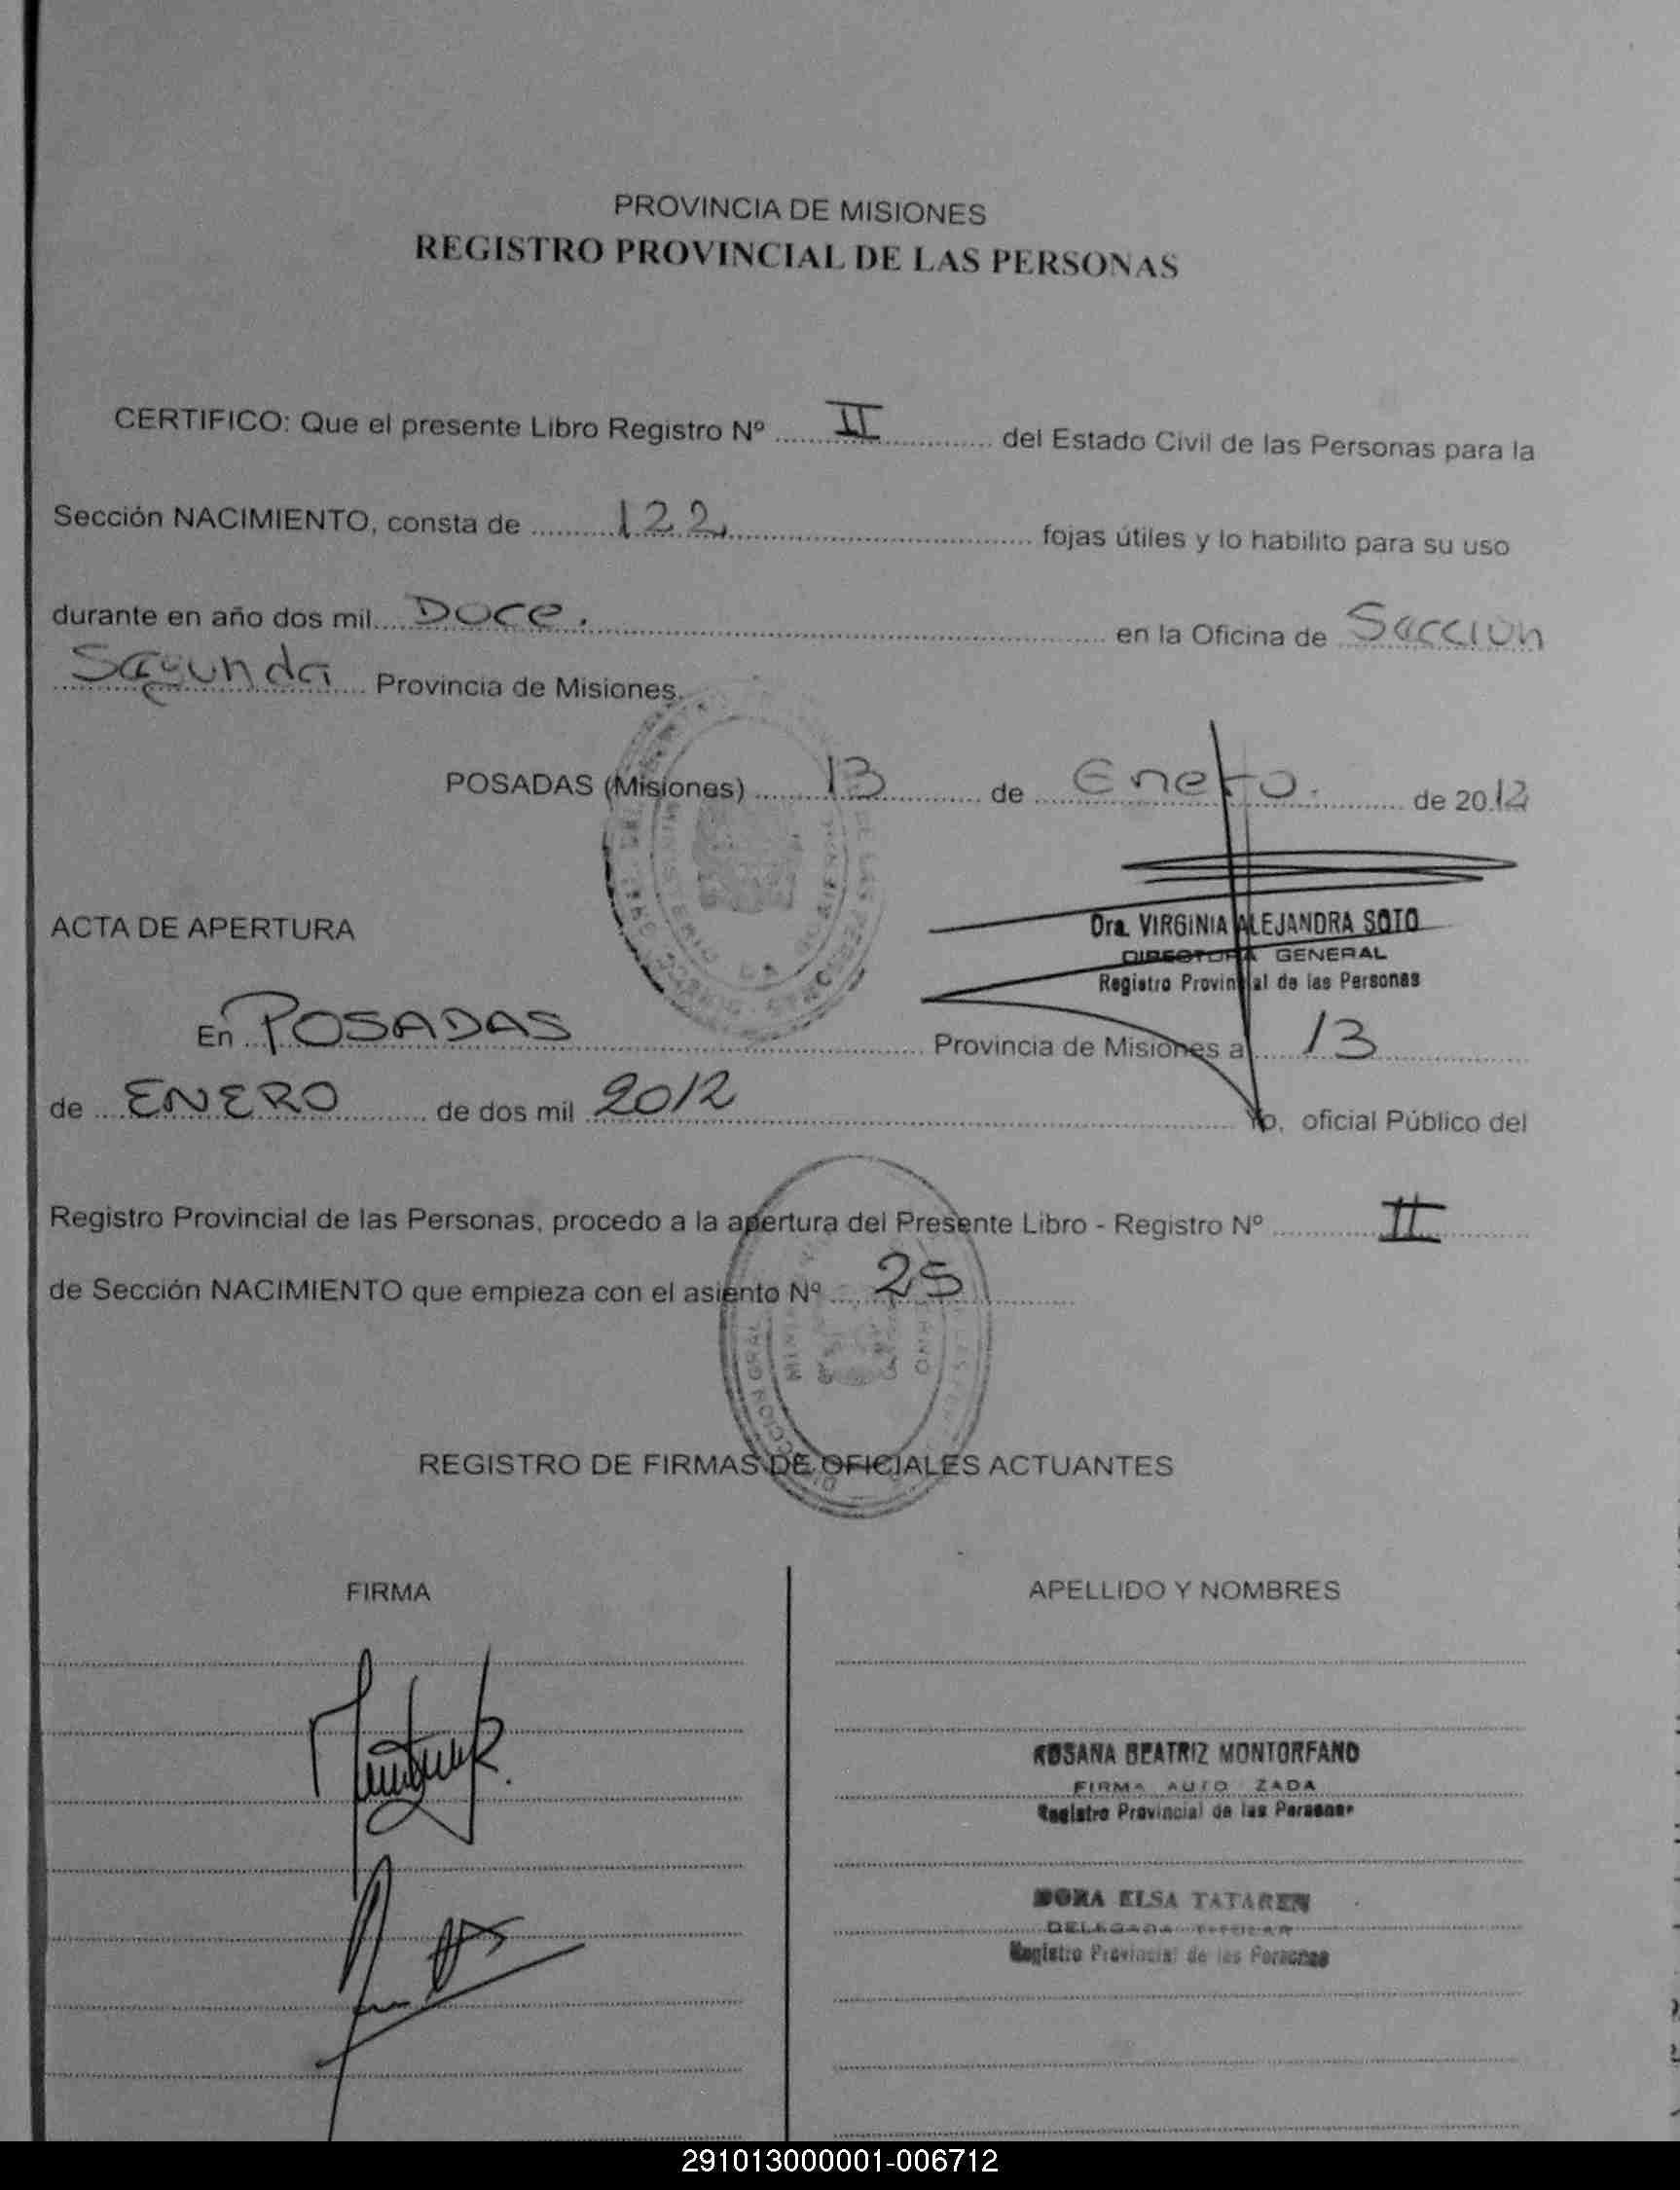 PROVINCIA DE MISIONES
REGISTRO PROVINCIAL DE LAS PERSONAS
CERTIFICO: Que el presente Libro Registro Nº II del Estado Civil de las Personas para la
Sección NACIMIENTO, consta de 122 fojas útiles y lo habilito para su uso
durante en año dos mil Doce. en la Oficina de Seccion
Segunda Provincia de Misiones.
POSADAS (Misiones) 13 de Enero. de 2012
Dra. VIRGINIA ALEJANDRA SOTO
DIRECTORA GENERAL
Registro Provincial de las Personas
ACTA DE APERTURA
En POSADAS Provincia de Misiones a 13
de ENERO de dos mil 2012 Yo, oficial Público del
Registro Provincial de las Personas, procedo a la apertura del Presente Libro - Registro Nº II
de Sección NACIMIENTO que empieza con el asiento Nº 25
REGISTRO DE FIRMAS DE OFICIALES ACTUANTES
FIRMA APELLIDO Y NOMBRES
ROSANA BEATRIZ MONTORFANO
FIRMA AUTORIZADA
Registro Provincial de las Personas
DORA ELSA TATAREN
DELEGADA TITULAR
Registro Provincial de las Personas
291013000001-006712